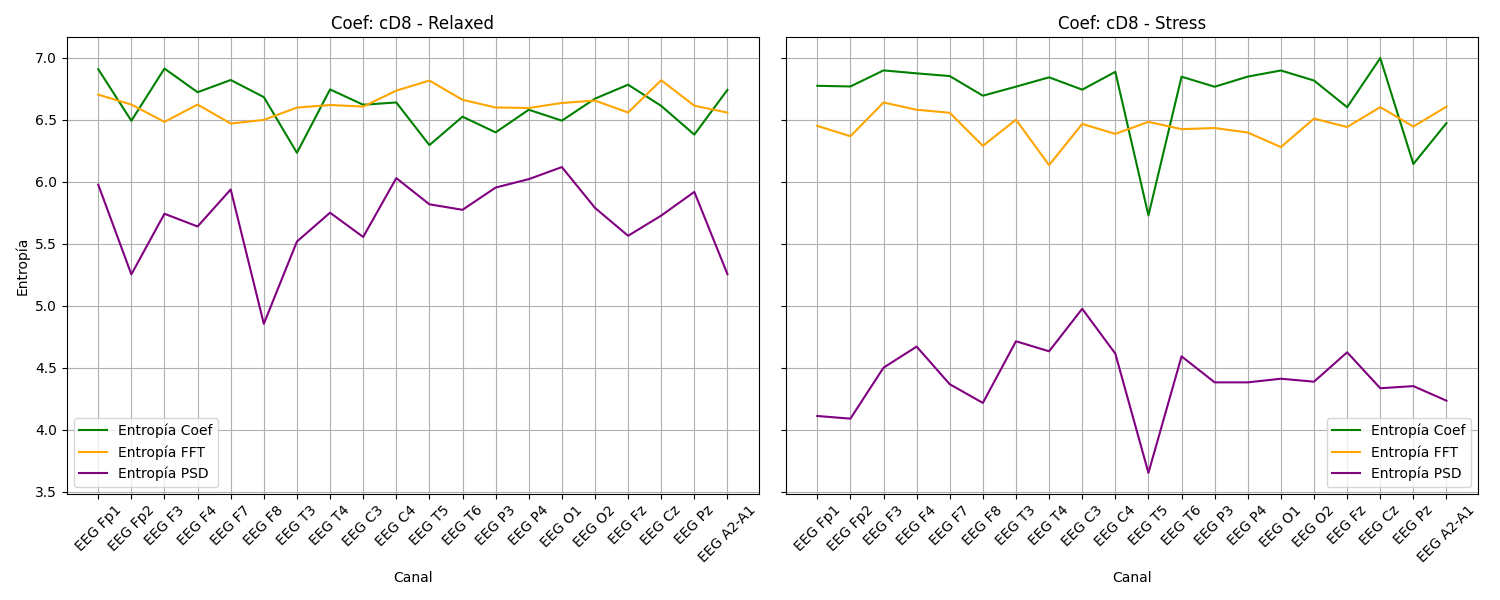 Coef: cD8 - Relaxed
Entropía
7.0
6.5
6.0
5.5
5.0
4.5
4.0
3.5
Entropía Coef
Entropía FFT
Entropía PSD
EEG Fp1
EEG Fp2
EEG F3
EEG F4
EEG F7
EEG F8
EEG T3
EEG T4
EEG C3
EEG C4
EEG T5
EEG T6
EEG P3
EEG P4
EEG O1
EEG O2
EEG Fz
EEG Cz
EEG Pz
EEG A2-A1
Canal
Coef: cD8 - Stress
Entropía Coef
Entropía FFT
Entropía PSD
EEG Fp1
EEG Fp2
EEG F3
EEG F4
EEG F7
EEG F8
EEG T3
EEG T4
EEG C3
EEG C4
EEG T5
EEG T6
EEG P3
EEG P4
EEG O1
EEG O2
EEG Fz
EEG Cz
EEG Pz
EEG A2-A1
Canal